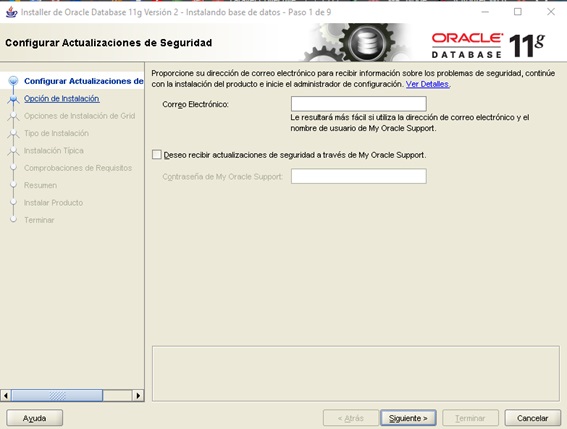 Installer de Oracle Database 11g Versión 2 - Instalando base de datos - Paso 1 de 9
Configurar Actualizaciones de Seguridad
ORACLE
DATABASE 11g
Configurar Actualizaciones de
Opción de Instalación
Opciones de Instalación de Grid
Tipo de Instalación
Instalación Típica
Comprobaciones de Requisitos
Resumen
Instalar Producto
Terminar
Proporcione su dirección de correo electrónico para recibir información sobre los problemas de seguridad, continúe
con la instalación del producto e inicie el administrador de configuración. Ver Detalles.
Correo Electrónico:
Le resultará más fácil si utiliza la dirección de correo electrónico y el
nombre de usuario de My Oracle Support.
Deseo recibir actualizaciones de seguridad a través de My Oracle Support.
Contraseña de My Oracle Support:
Ayuda
< Atrás
Siguiente >
Terminar
Cancelar